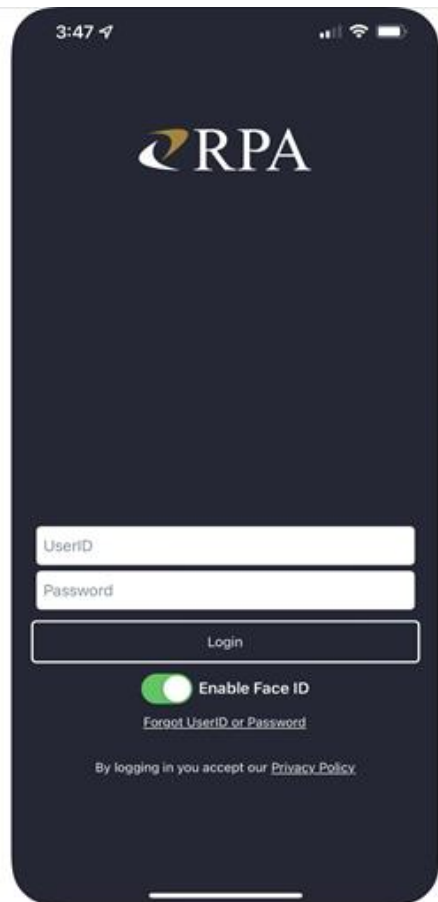 3:47
RPA
UserID
Password
Login
Enable Face ID
Forgot UserID or Password
By logging in you accept our Privacy Policy